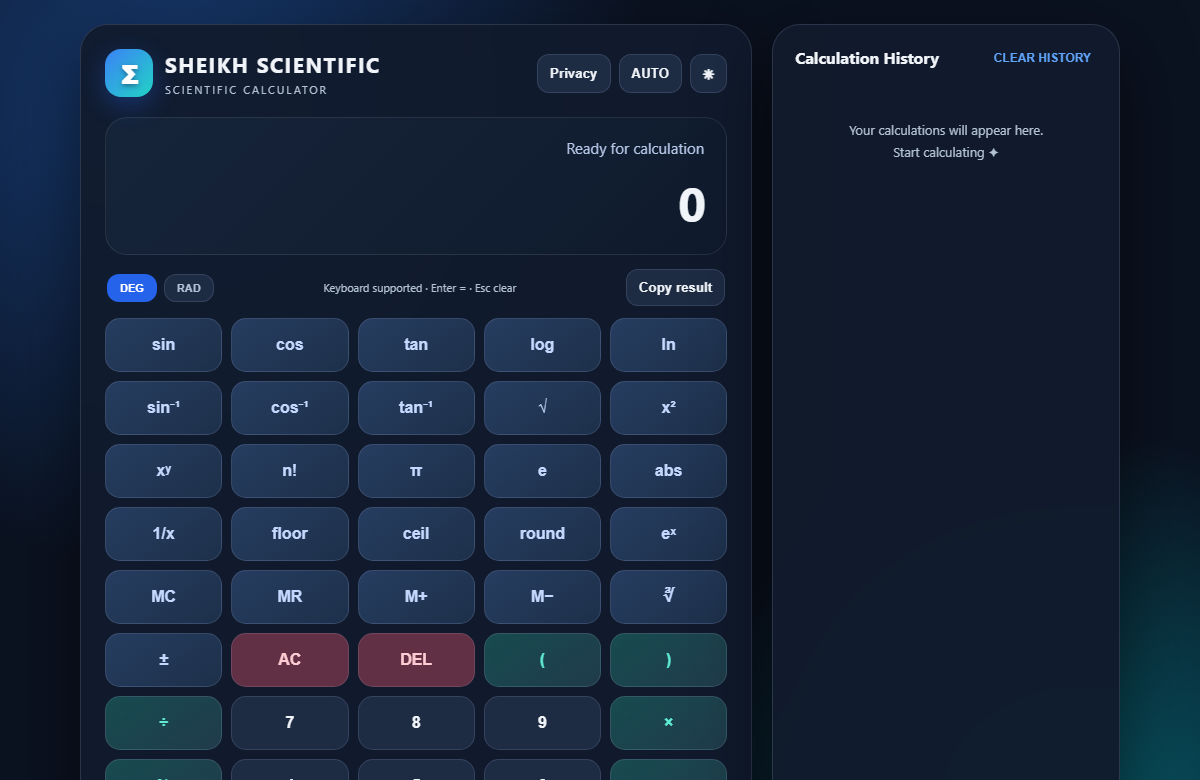 Σ
SHEIKH SCIENTIFIC
SCIENTIFIC CALCULATOR
Privacy
AUTO
Ready for calculation
0
DEG
RAD
Keyboard supported · Enter = · Esc clear
Copy result
sin
cos
tan
log
ln
sin⁻¹
cos⁻¹
tan⁻¹
√
x²
xʸ
n!
π
e
abs
1/x
floor
ceil
round
eˣ
MC
MR
M+
M−
±
AC
DEL
(
)
÷
7
8
9
×
Calculation History
CLEAR HISTORY
Your calculations will appear here.
Start calculating ✦